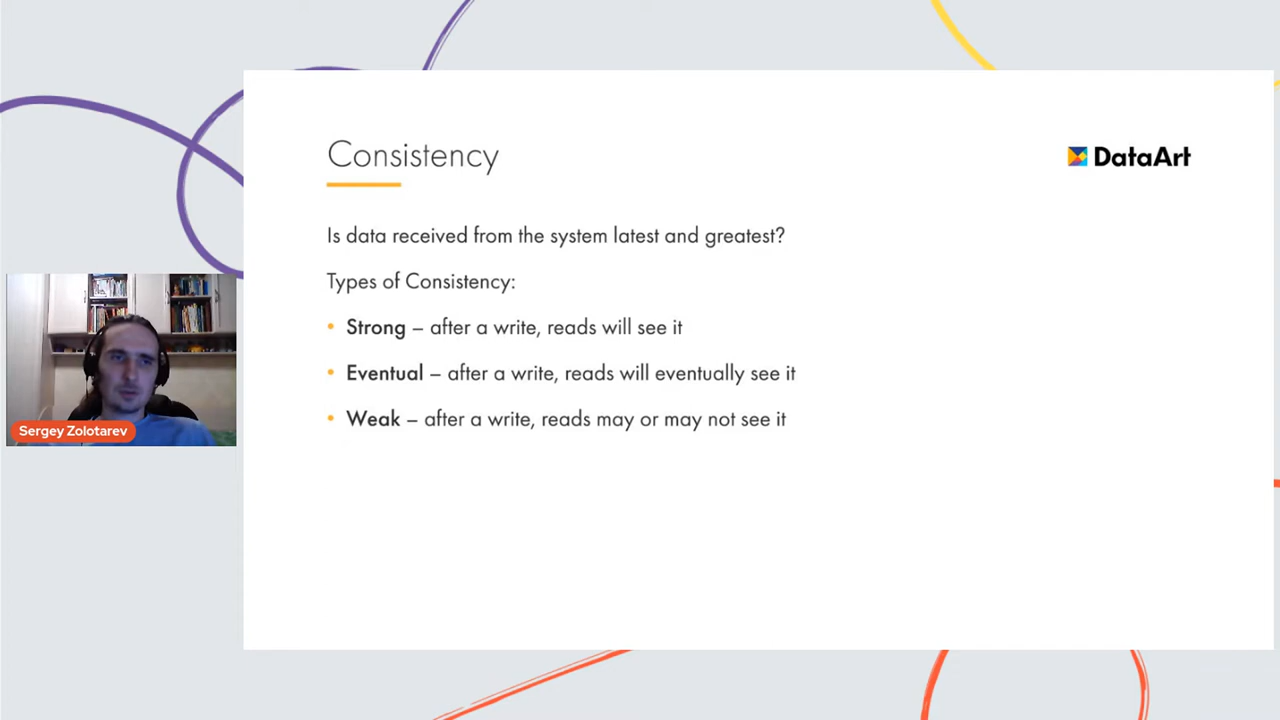 Consistency
DataArt
Is data received from the system latest and greatest?
Types of Consistency:
• Strong – after a write, reads will see it
• Eventual – after a write, reads will eventually see it
• Weak – after a write, reads may or may not see it
Sergey Zolotarev